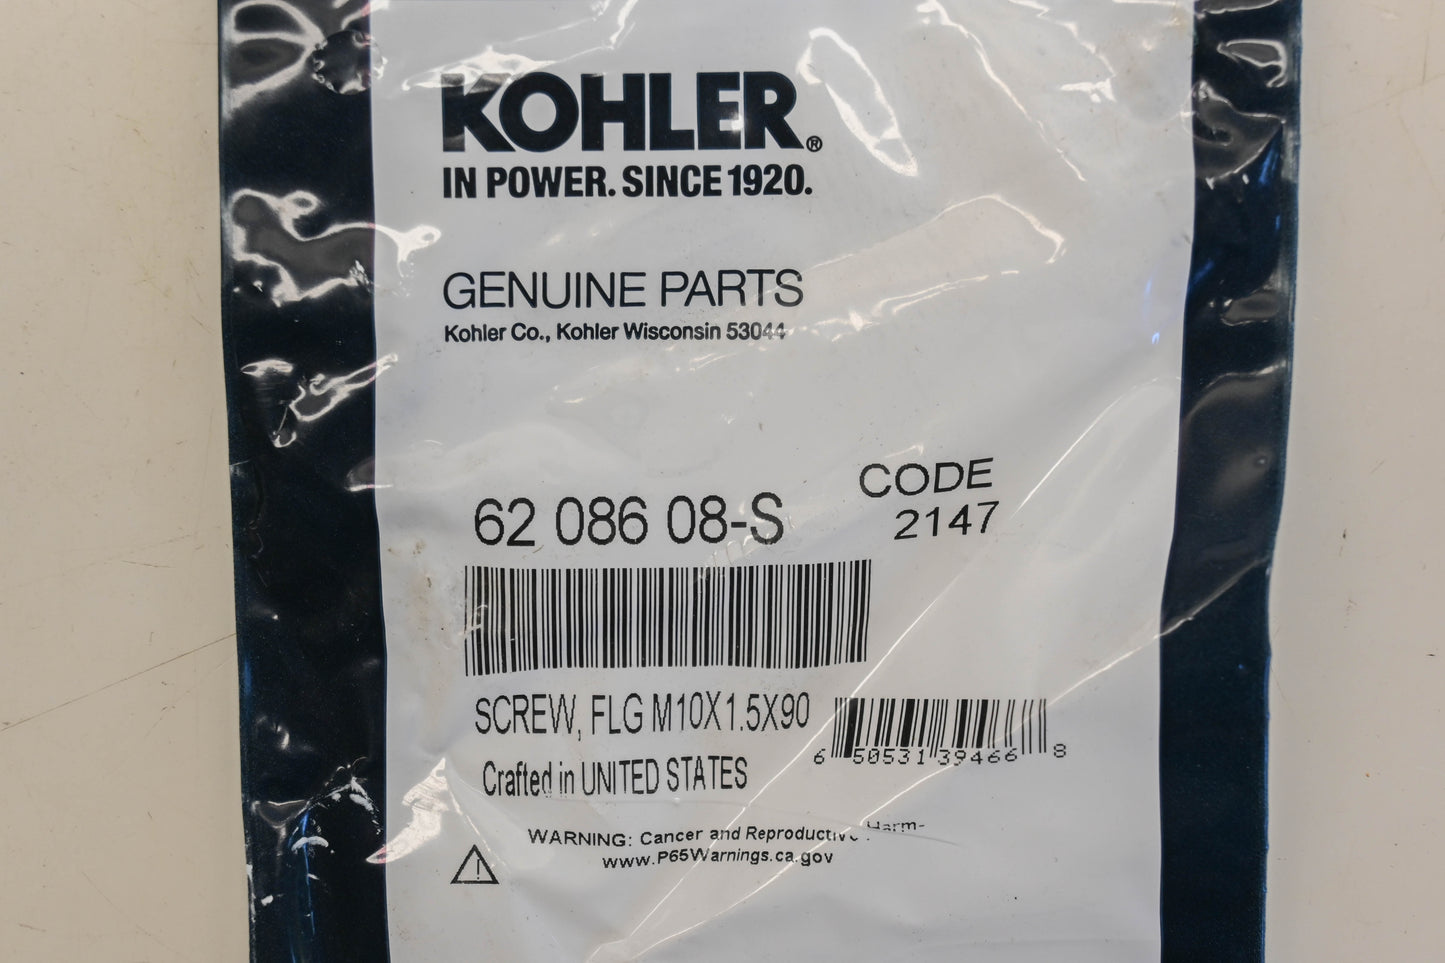 KOHLER®
IN POWER. SINCE 1920.
GENUINE PARTS
Kohler Co., Kohler Wisconsin 53044
62 086 08-S
CODE
2147
SCREW, FLG M10X1.5X90
6 50531 39466 8
Crafted in UNITED STATES
WARNING: Cancer and Reproductive Harm-
www.P65Warnings.ca.gov